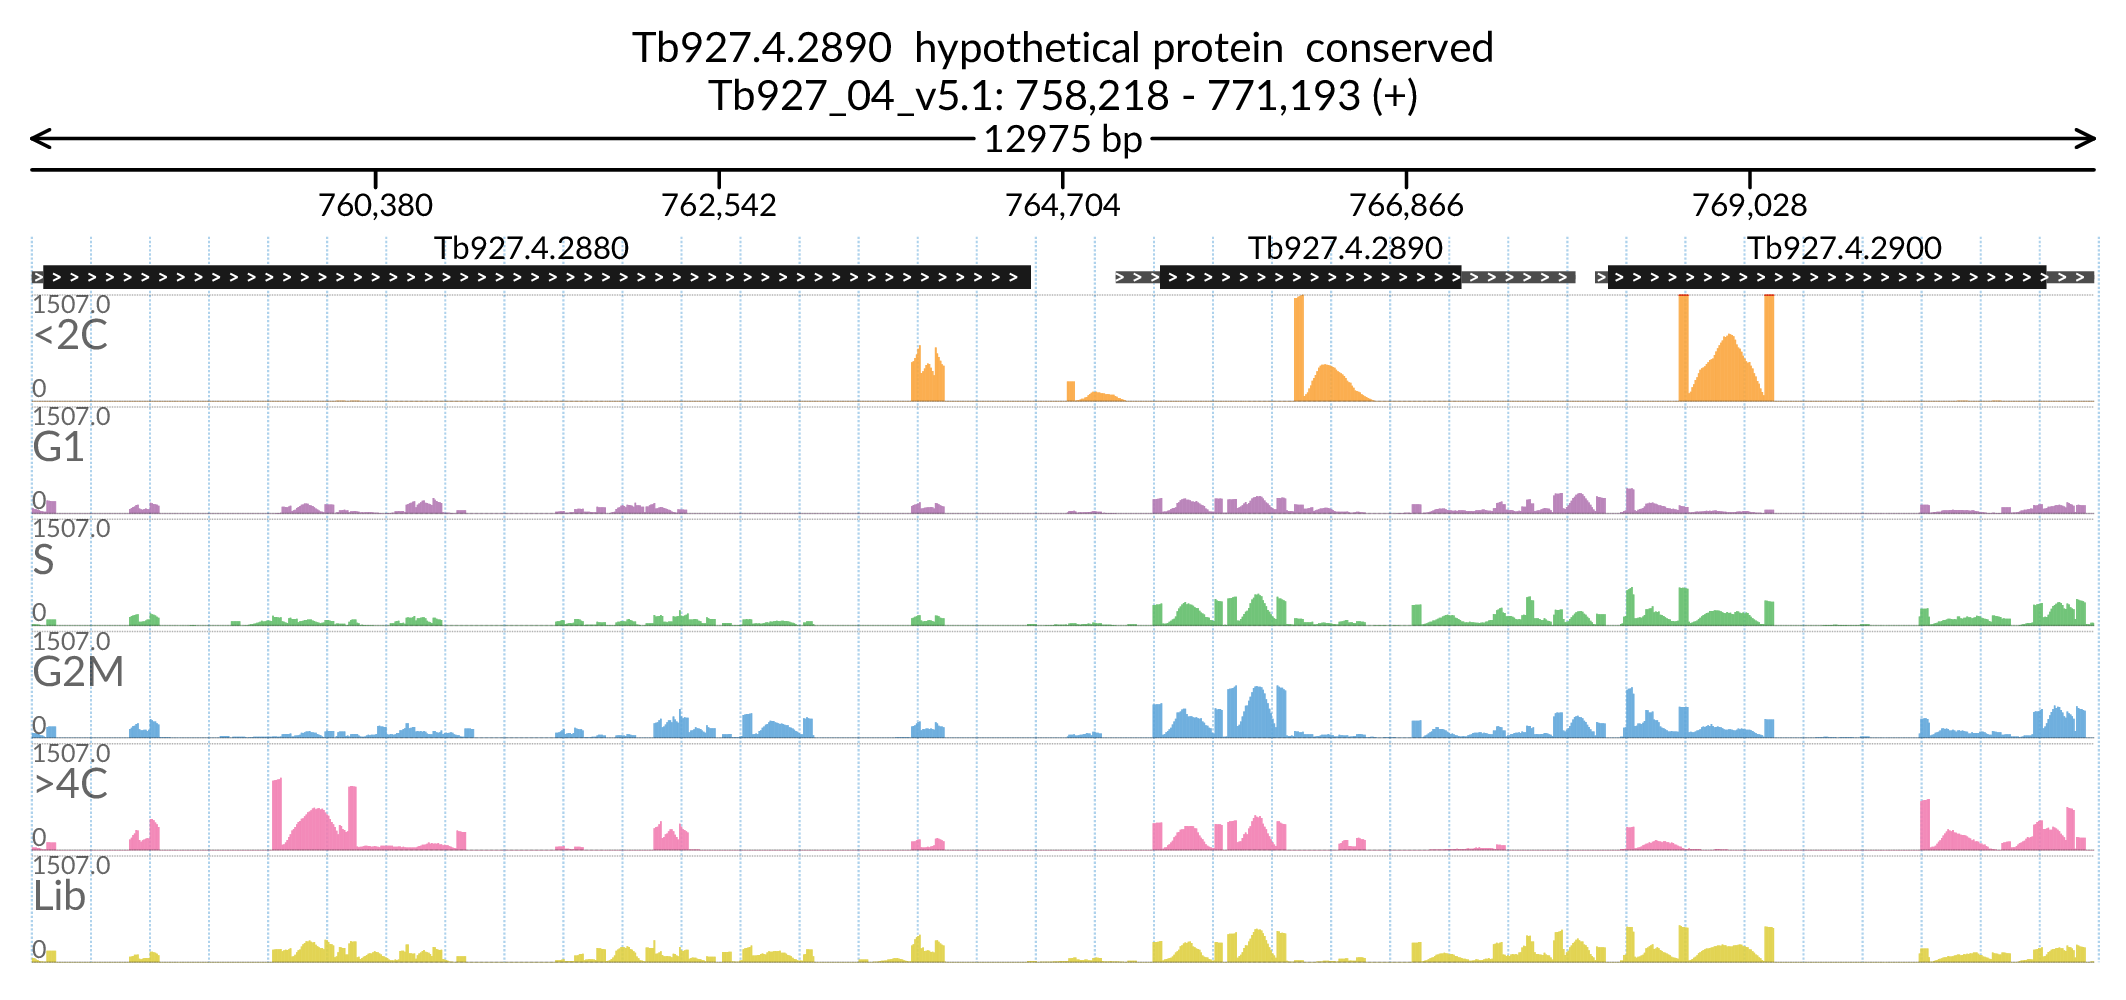 Tb927.4.2890 hypothetical protein conserved
Tb927_04_v5.1: 758,218 - 771,193 (+)
12975 bp
760,380 762,542 764,704 766,866 769,028
Tb927.4.2880 Tb927.4.2890 Tb927.4.2900
1507.0
<2C
0
1507.0
G1
0
1507.0
S
0
1507.0
G2M
0
1507.0
>4C
0
1507.0
Lib
0